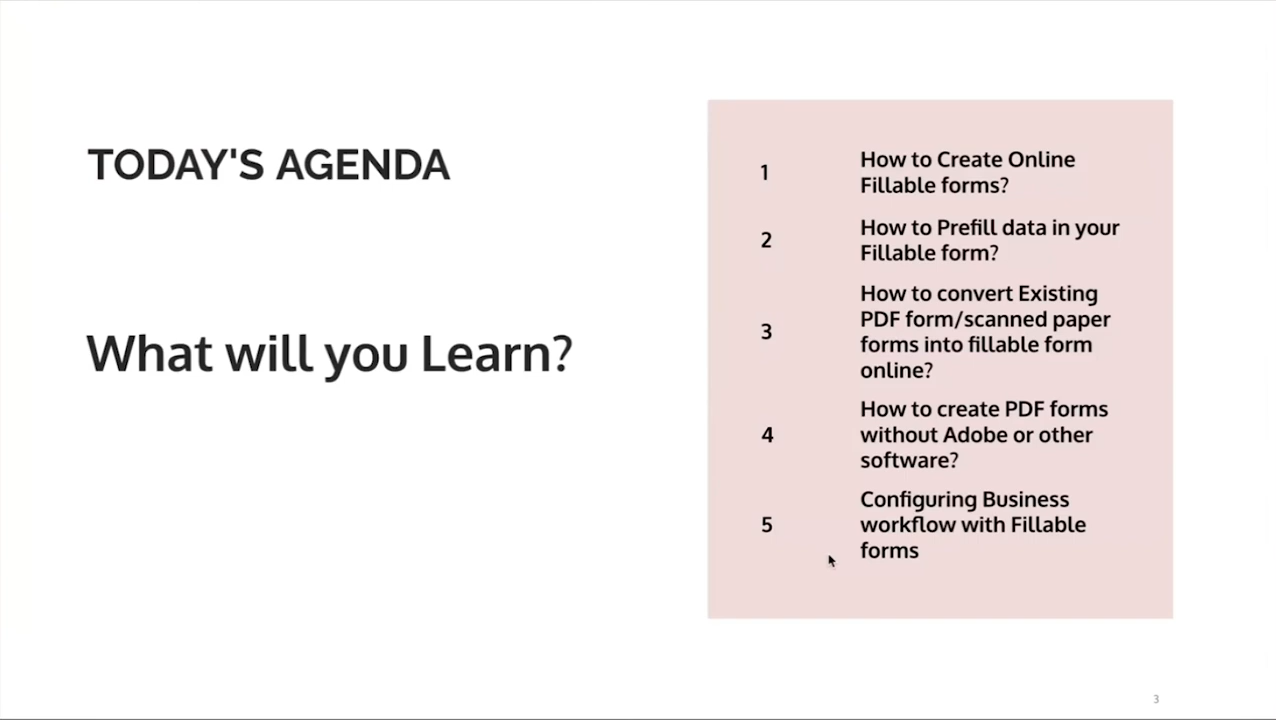 TODAY'S AGENDA
What will you Learn?
1
How to Create Online
Fillable forms?
2
How to Prefill data in your
Fillable form?
3
How to convert Existing
PDF form/scanned paper
forms into fillable form
online?
4
How to create PDF forms
without Adobe or other
software?
5
Configuring Business
workflow with Fillable
forms
3